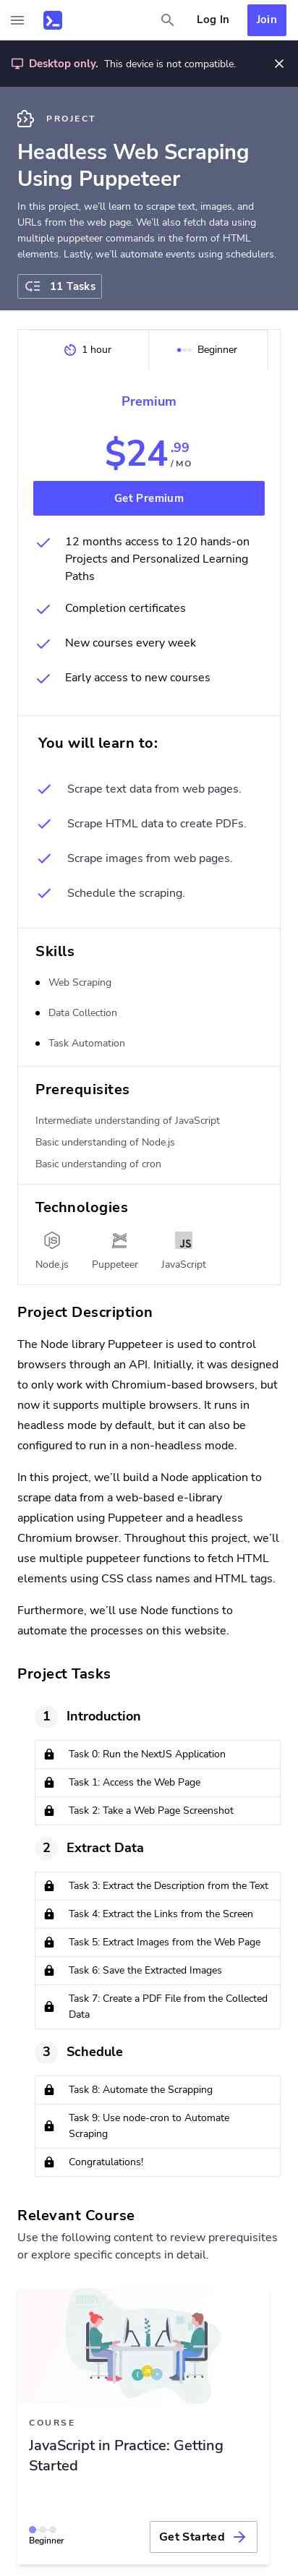 Log In
Join
Desktop only. This device is not compatible.
PROJECT
Headless Web Scraping
Using Puppeteer
In this project, we'll learn to scrape text, images, and
URLs from the web page. We'll also fetch data using
multiple puppeteer commands in the form of HTML
elements. Lastly, we'll automate events using schedulers.
11 Tasks
1 hour
Beginner
Premium
$24.99
/ MO
Get Premium
12 months access to 120 hands-on
Projects and Personalized Learning
Paths
Completion certificates
New courses every week
Early access to new courses
You will learn to:
Scrape text data from web pages.
Scrape HTML data to create PDFs.
Scrape images from web pages.
Schedule the scraping.
Skills
Web Scraping
Data Collection
Task Automation
Prerequisites
Intermediate understanding of JavaScript
Basic understanding of Node.js
Basic understanding of cron
Technologies
JS
Node.js
Puppeteer
JavaScript
Project Description
The Node library Puppeteer is used to control
browsers through an API. Initially, it was designed
to only work with Chromium-based browsers, but
now it supports multiple browsers. It runs in
headless mode by default, but it can also be
configured to run in a non-headless mode.
In this project, we'll build a Node application to
scrape data from a web-based e-library
application using Puppeteer and a headless
Chromium browser. Throughout this project, we'll
use multiple puppeteer functions to fetch HTML
elements using CSS class names and HTML tags.
Furthermore, we'll use Node functions to
automate the processes on this website.
Project Tasks
1 Introduction
Task 0: Run the NextJS Application
Task 1: Access the Web Page
Task 2: Take a Web Page Screenshot
2 Extract Data
Task 3: Extract the Description from the Text
Task 4: Extract the Links from the Screen
Task 5: Extract Images from the Web Page
Task 6: Save the Extracted Images
Task 7: Create a PDF File from the Collected
Data
3 Schedule
Task 8: Automate the Scrapping
Task 9: Use node-cron to Automate
Scraping
Congratulations!
Relevant Course
Use the following content to review prerequisites
or explore specific concepts in detail.
COURSE
JavaScript in Practice: Getting
Started
Beginner
Get Started